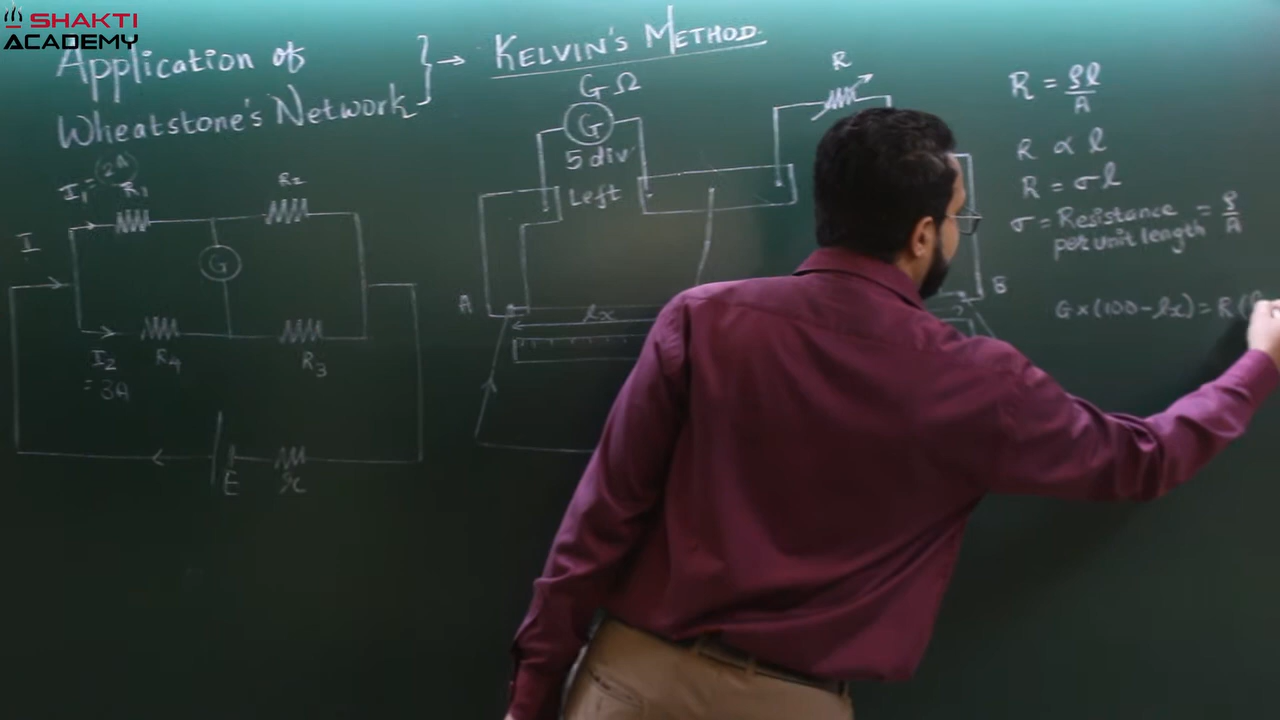 SHAKTI
ACADEMY
Application of
Wheatstone's Network
} → KELVIN'S METHOD
I₁ = (2A)
R₁
R₂
I
G
I₂
= 3A
R₄
R₃
E
r
G Ω
G
5 div
Left
R
A
B
lx
R = ρl/A
R ∝ l
R = σl
σ = Resistance per unit length = ρ/A
G×(100-lx) = R(